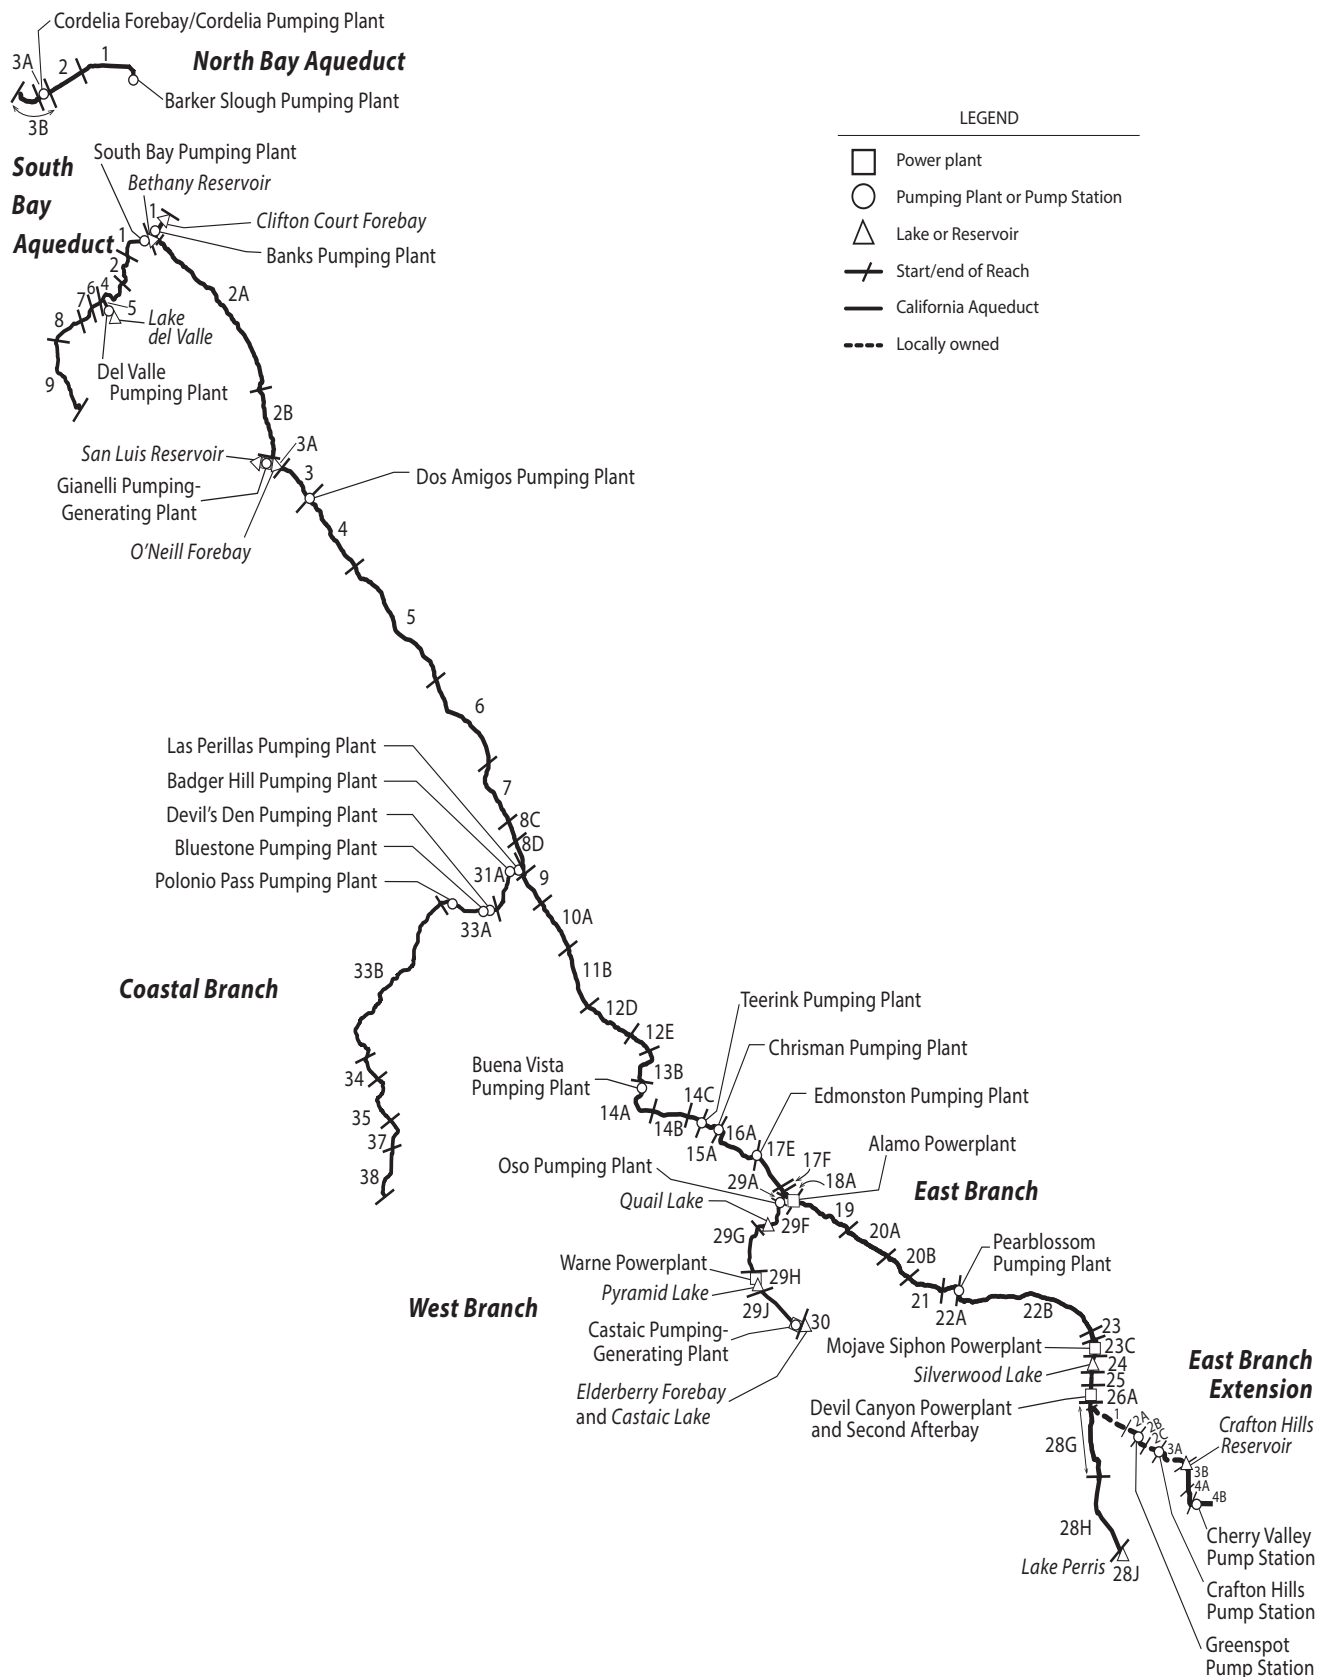 Cordelia Forebay/Cordelia Pumping Plant
North Bay Aqueduct
3A
2
1
Barker Slough Pumping Plant
3B
LEGEND
Power plant
Pumping Plant or Pump Station
Lake or Reservoir
Start/end of Reach
California Aqueduct
Locally owned
South
Bay
Aqueduct
South Bay Pumping Plant
Bethany Reservoir
1
Clifton Court Forebay
Banks Pumping Plant
1
2
2A
4
6
7
5
8
Lake
del Valle
Del Valle
Pumping Plant
9
2B
3A
San Luis Reservoir
3
Dos Amigos Pumping Plant
Gianelli Pumping-
Generating Plant
4
O'Neill Forebay
5
6
Las Perillas Pumping Plant
Badger Hill Pumping Plant
7
Devil's Den Pumping Plant
8C
Bluestone Pumping Plant
8D
Polonio Pass Pumping Plant
31A
9
10A
33A
33B
11B
Coastal Branch
12D
Teerink Pumping Plant
12E
Chrisman Pumping Plant
Buena Vista
Pumping Plant
13B
34
14C
Edmonston Pumping Plant
14A
35
14B
16A
37
15A
17E
Alamo Powerplant
Oso Pumping Plant
17F
38
29A
18A
East Branch
Quail Lake
19
29G
29F
20A
20B
Pearblossom
Pumping Plant
Warne Powerplant
29H
Pyramid Lake
21
22A
22B
West Branch
29J
30
23
Castaic Pumping-
Generating Plant
Mojave Siphon Powerplant
23C
Silverwood Lake
24
25
East Branch
Extension
Elderberry Forebay
and Castaic Lake
Devil Canyon Powerplant
and Second Afterbay
26A
1
2A
2B
2C
3A
Crafton Hills
Reservoir
28G
3B
4A
4B
28H
Cherry Valley
Pump Station
Lake Perris
28J
Crafton Hills
Pump Station
Greenspot
Pump Station